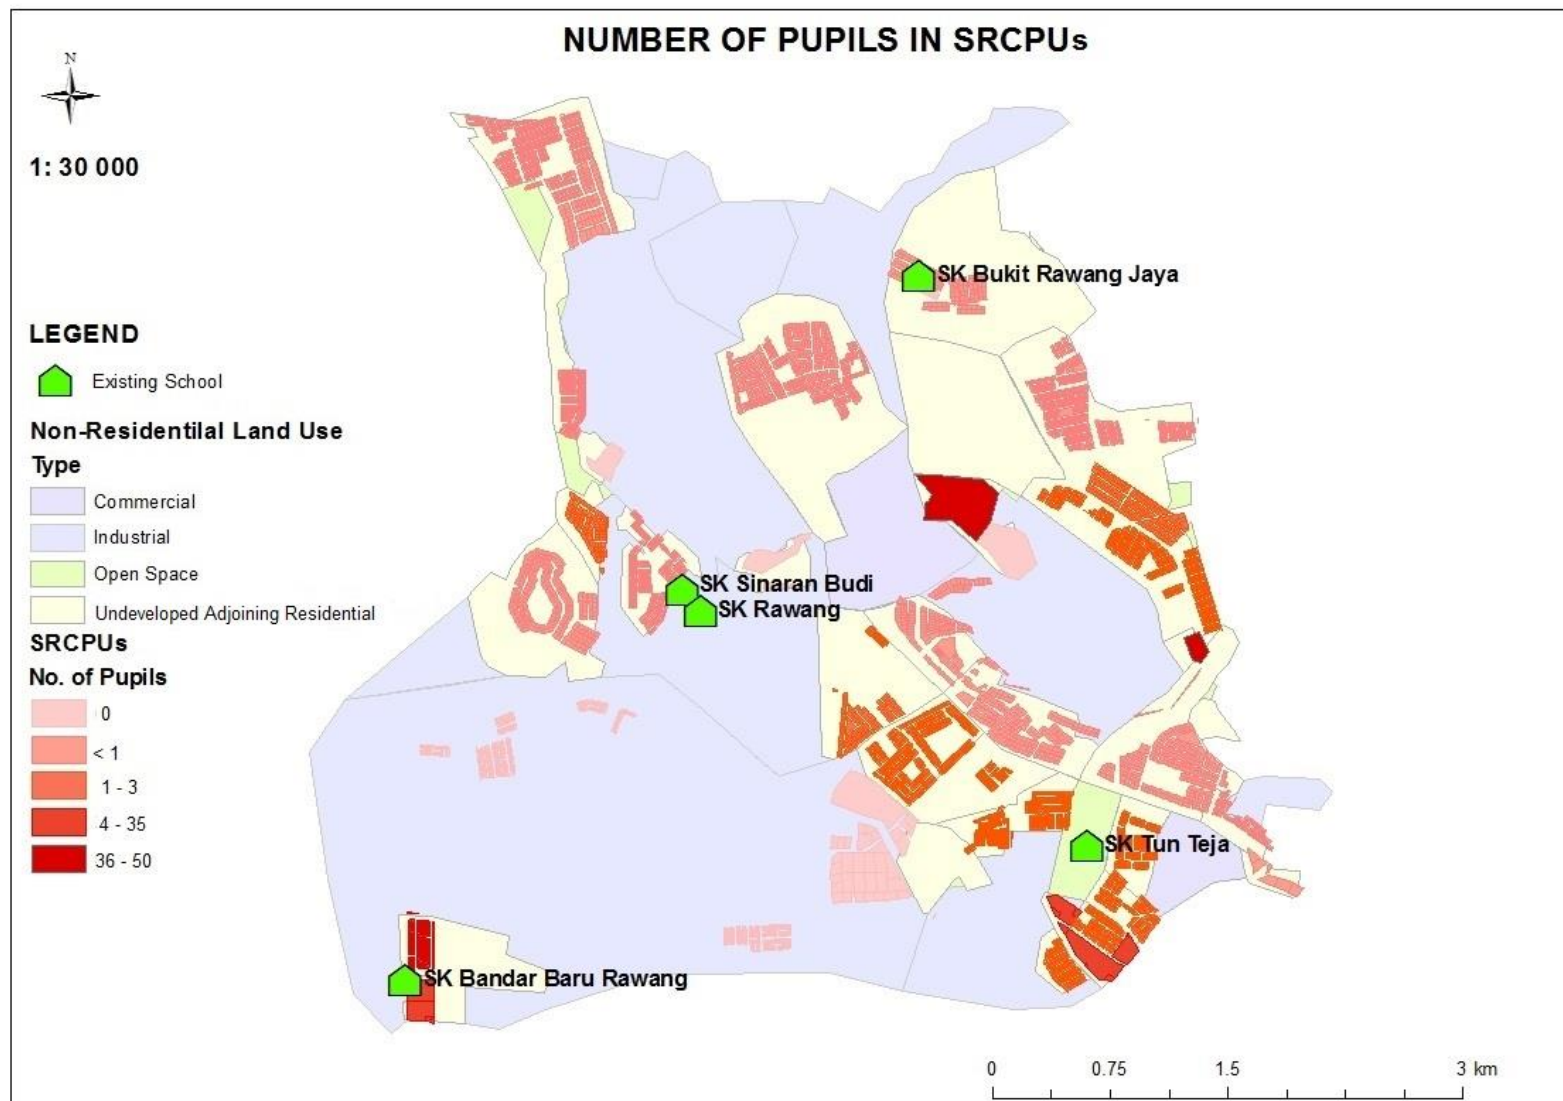 NUMBER OF PUPILS IN SRCPUs
N
1: 30 000
SK Bukit Rawang Jaya
LEGEND
Existing School
Non-Residentilal Land Use
Type
Commercial
Industrial
Open Space
Undeveloped Adjoining Residential
SRCPUs
No. of Pupils
0
< 1
1 - 3
4 - 35
36 - 50
SK Sinaran Budi
SK Rawang
SK Tun Teja
SK Bandar Baru Rawang
0 0.75 1.5 3 km